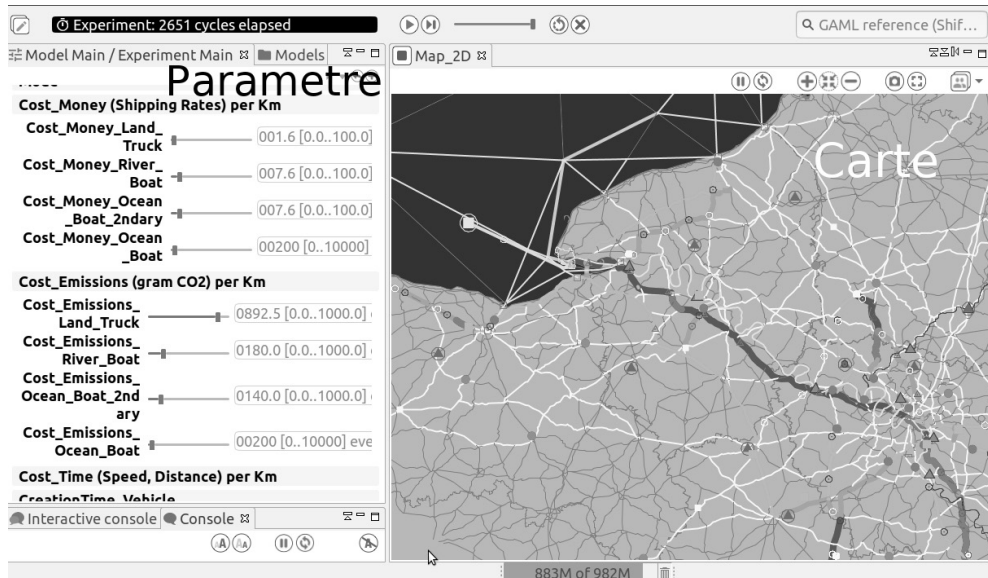 Experiment: 2651 cycles elapsed
GAML reference (Shif...
Model Main / Experiment Main
Models
Map_2D
Parametre
Cost_Money (Shipping Rates) per Km
Cost_Money_Land_
Truck
001.6 [0.0..100.0]
Cost_Money_River_
Boat
007.6 [0.0..100.0]
Cost_Money_Ocean
_Boat_2ndary
007.6 [0.0..100.0]
Cost_Money_Ocean
_Boat
00200 [0..10000]
Cost_Emissions (gram CO2) per Km
Cost_Emissions_
Land_Truck
0892.5 [0.0..1000.0]
Cost_Emissions_
River_Boat
0180.0 [0.0..1000.0]
Cost_Emissions_
Ocean_Boat_2nd
ary
0140.0 [0.0..1000.0]
Cost_Emissions_
Ocean_Boat
00200 [0..10000] eve
Cost_Time (Speed, Distance) per Km
CreationTime_Vehicle
Carte
Interactive console
Console
883M of 982M